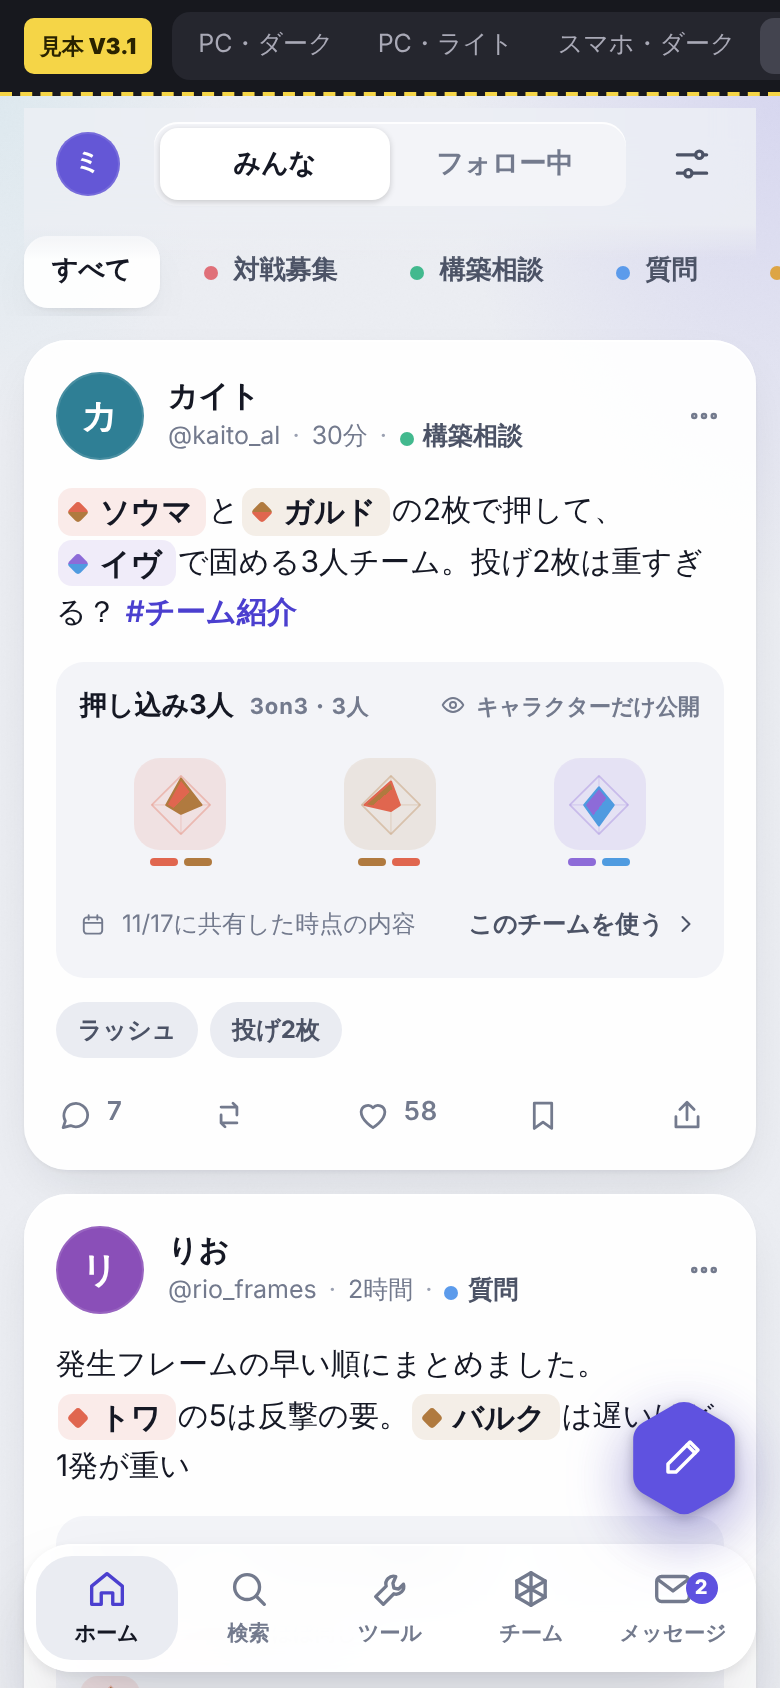 見本 V3.1
PC・ダーク
PC・ライト
スマホ・ダーク
ミ
みんな
フォロー中
すべて
対戦募集
構築相談
質問
カ
カイト
@kaito_al · 30分 · 構築相談
ソウマ と ガルド の2枚で押して、
イヴ で固める3人チーム。投げ2枚は重すぎ
る？ #チーム紹介
押し込み3人 3on3・3人
キャラクターだけ公開
11/17に共有した時点の内容
このチームを使う
ラッシュ
投げ2枚
7
58
リ
りお
@rio_frames · 2時間 · 質問
発生フレームの早い順にまとめました。
トワ の5は反撃の要。 バルク は遅い
1発が重い
ホーム
検索
ツール
チーム
2
メッセージ